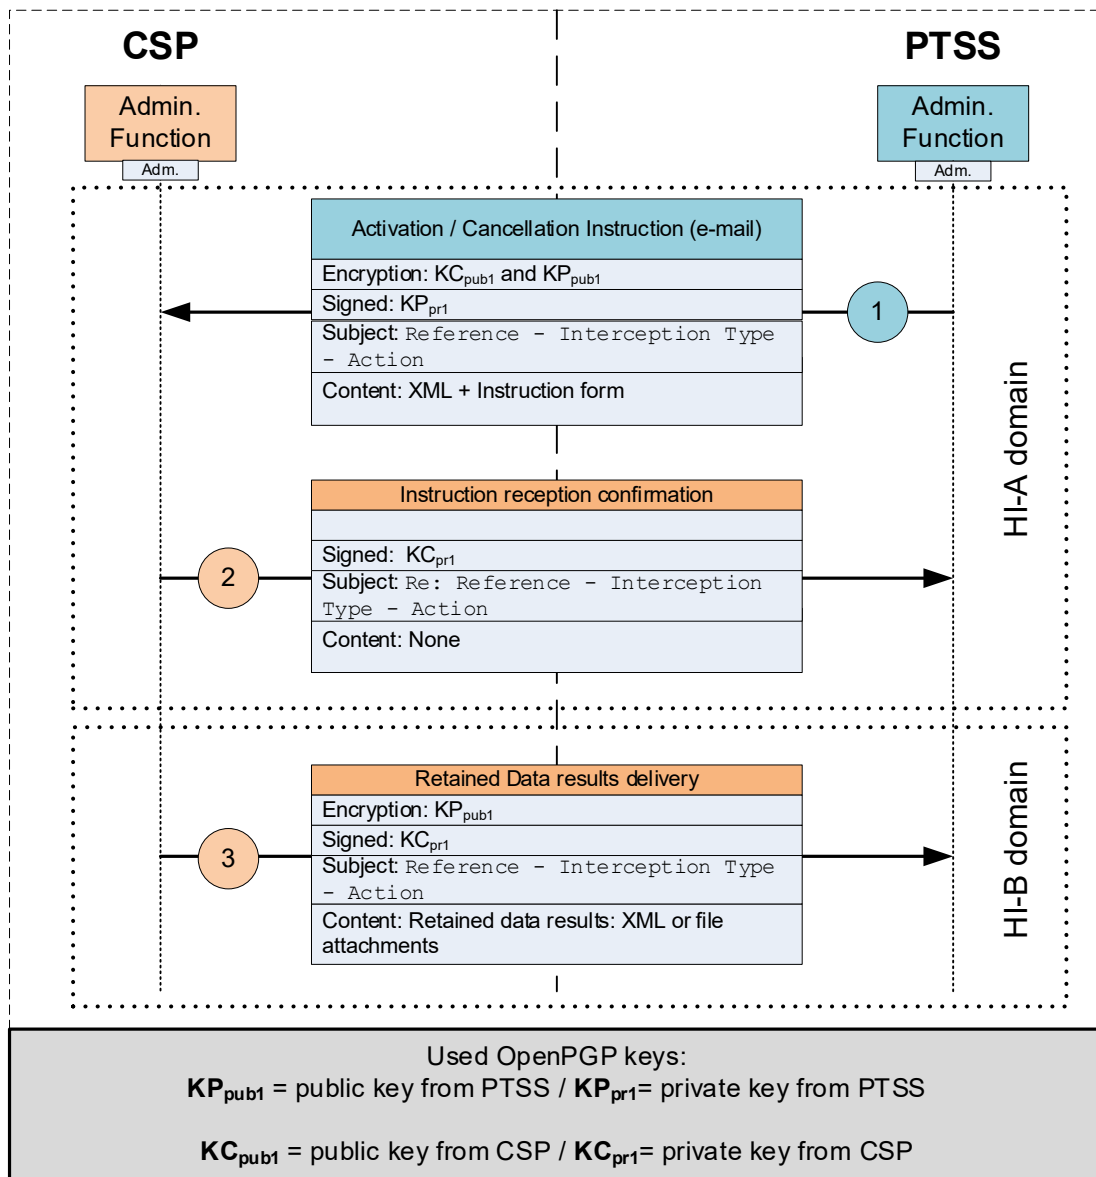 CSP
PTSS
Admin.
Function
Adm.
Admin.
Function
Adm.
Activation / Cancellation Instruction (e-mail)
Encryption: KCpub1 and KPpub1
Signed: KPpr1
Subject: Reference - Interception Type
- Action
Content: XML + Instruction form
1
HI-A domain
Instruction reception confirmation
Signed: KCpr1
Subject: Re: Reference - Interception
Type - Action
Content: None
2
Retained Data results delivery
Encryption: KPpub1
Signed: KCpr1
Subject: Reference - Interception Type
- Action
Content: Retained data results: XML or file
attachments
3
HI-B domain
Used OpenPGP keys:
KPpub1 = public key from PTSS / KPpr1= private key from PTSS
KCpub1 = public key from CSP / KCpr1= private key from CSP